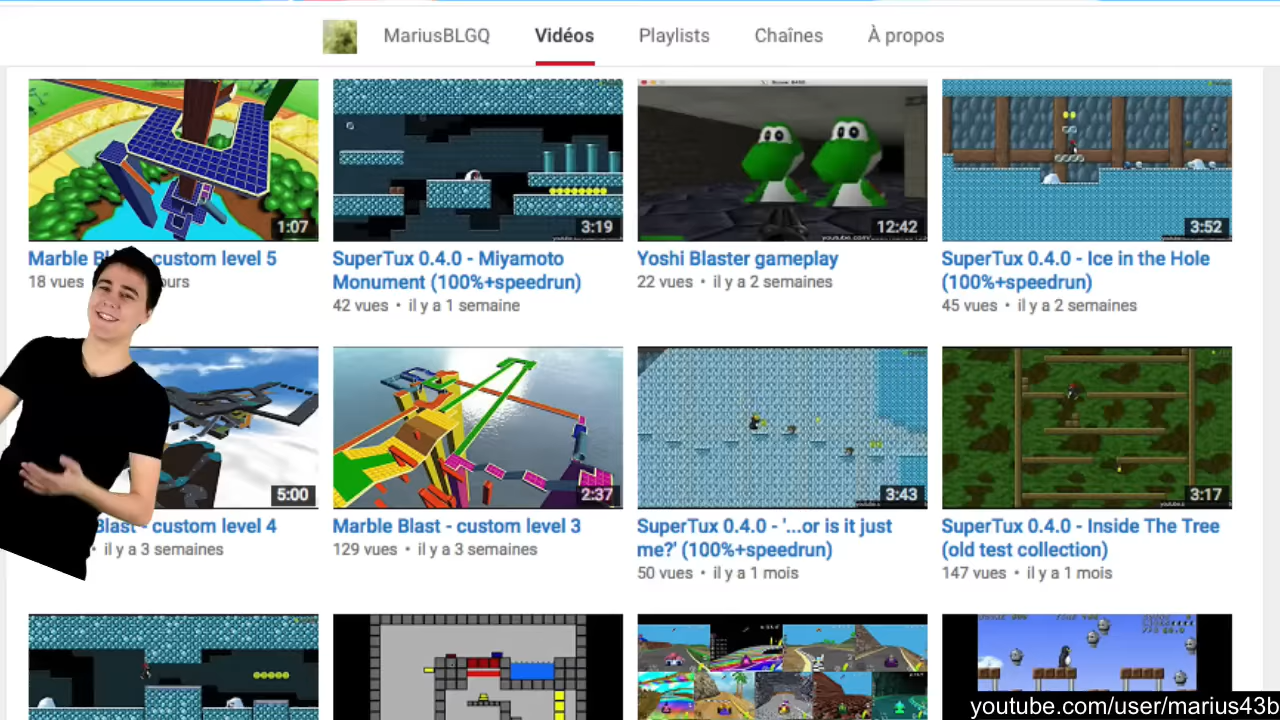 MariusBLGQ Vidéos Playlists Chaînes À propos
1:07 3:19 12:42 3:52
Marble custom level 5
18 vues
SuperTux 0.4.0 - Miyamoto
Monument (100%+speedrun)
42 vues • il y a 1 semaine
Yoshi Blaster gameplay
22 vues • il y a 2 semaines
SuperTux 0.4.0 - Ice in the Hole
(100%+speedrun)
45 vues • il y a 2 semaines
5:00 2:37 3:43 3:17
Blast - custom level 4
• il y a 3 semaines
Marble Blast - custom level 3
129 vues • il y a 3 semaines
SuperTux 0.4.0 - '...or is it just
me?' (100%+speedrun)
50 vues • il y a 1 mois
SuperTux 0.4.0 - Inside The Tree
(old test collection)
147 vues • il y a 1 mois
youtube.com/user/marius43b